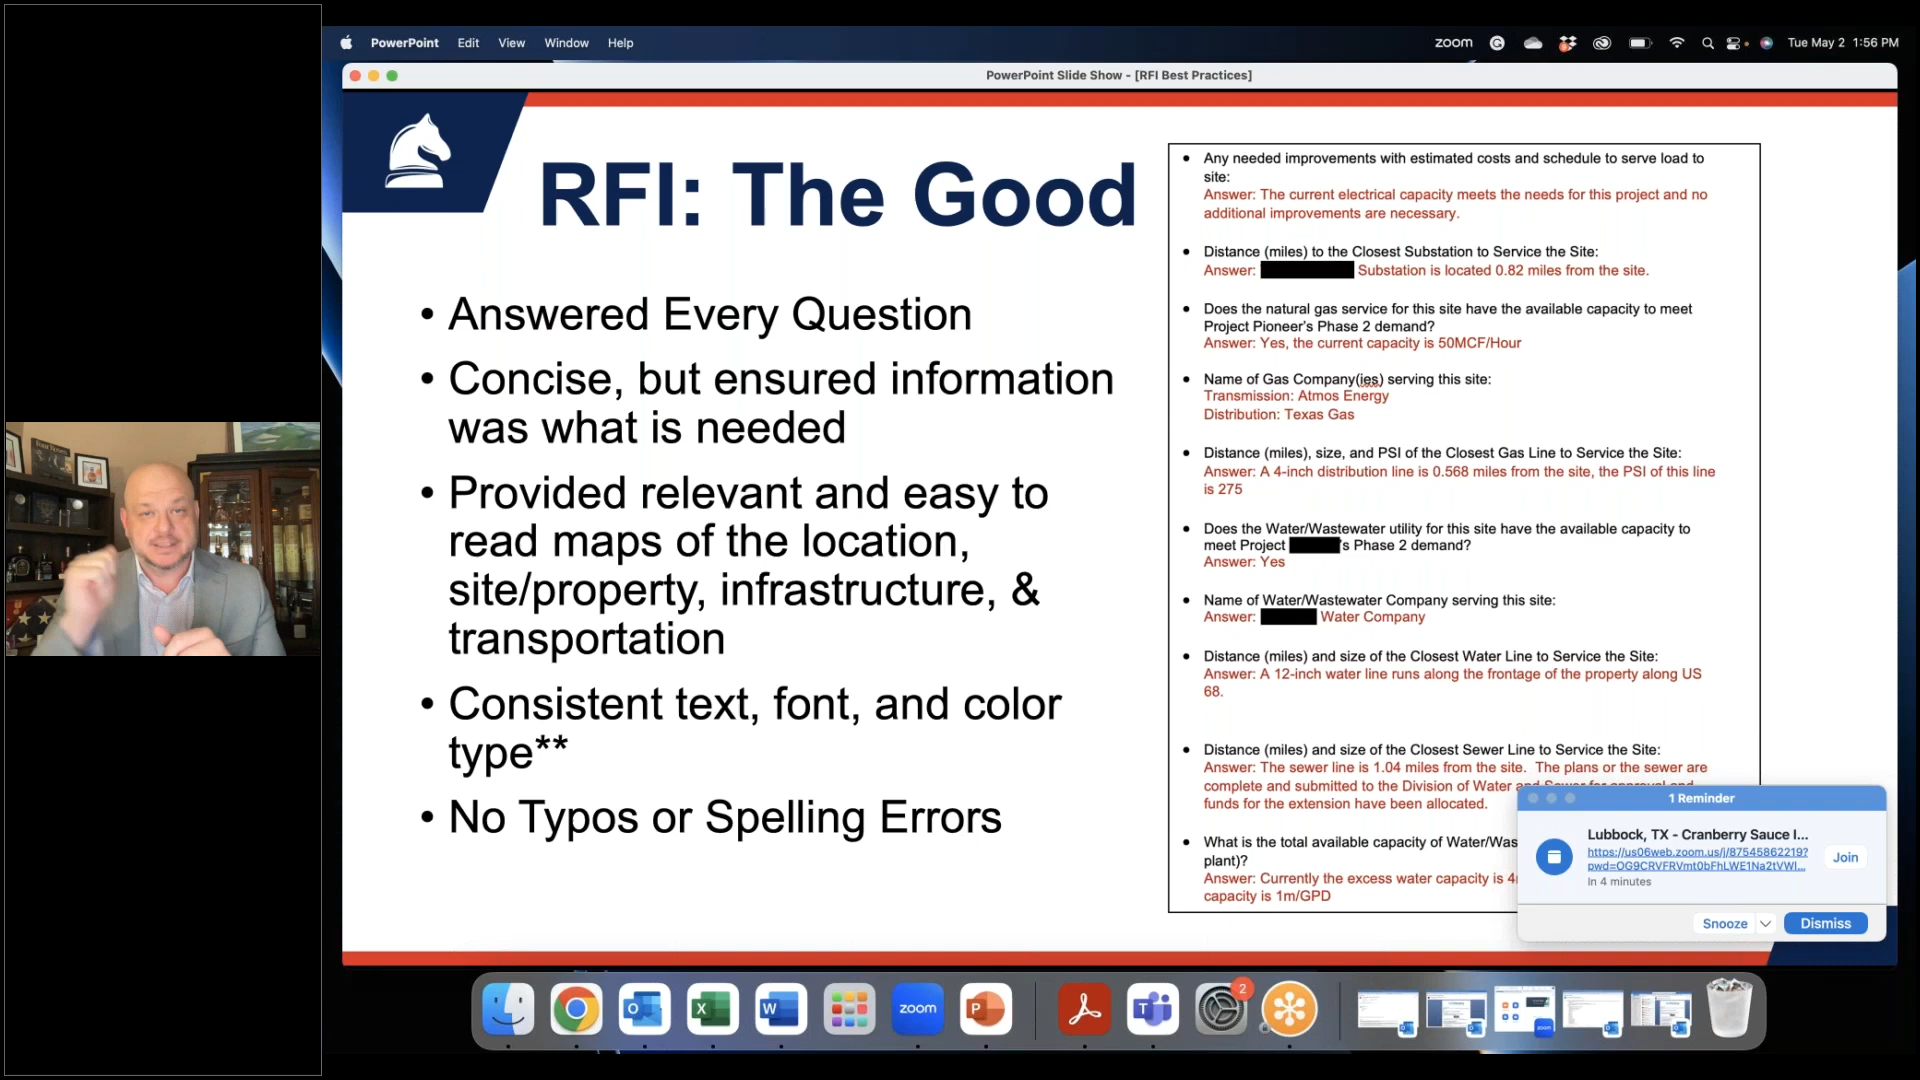 PowerPoint Edit View Window Help
zoom Tue May 2 1:56 PM
PowerPoint Slide Show - [RFI Best Practices]
RFI: The Good
• Answered Every Question
• Concise, but ensured information
was what is needed
• Provided relevant and easy to
read maps of the location,
site/property, infrastructure, &
transportation
• Consistent text, font, and color
type**
• No Typos or Spelling Errors
• Any needed improvements with estimated costs and schedule to serve load to
site:
Answer: The current electrical capacity meets the needs for this project and no
additional improvements are necessary.
• Distance (miles) to the Closest Substation to Service the Site:
Answer: Substation is located 0.82 miles from the site.
• Does the natural gas service for this site have the available capacity to meet
Project Pioneer's Phase 2 demand?
Answer: Yes, the current capacity is 50MCF/Hour
• Name of Gas Company(ies) serving this site:
Transmission: Atmos Energy
Distribution: Texas Gas
• Distance (miles), size, and PSI of the Closest Gas Line to Service the Site:
Answer: A 4-inch distribution line is 0.568 miles from the site, the PSI of this line
is 275
• Does the Water/Wastewater utility for this site have the available capacity to
meet Project 's Phase 2 demand?
Answer: Yes
• Name of Water/Wastewater Company serving this site:
Answer: Water Company
• Distance (miles) and size of the Closest Water Line to Service the Site:
Answer: A 12-inch water line runs along the frontage of the property along US
68.
• Distance (miles) and size of the Closest Sewer Line to Service the Site:
Answer: The sewer line is 1.04 miles from the site. The plans or the sewer are
complete and submitted to the Division of Water and Sewer for approval and
funds for the extension have been allocated.
• What is the total available capacity of Water/Was
plant)?
Answer: Currently the excess water capacity is 4
capacity is 1m/GPD
1 Reminder
Lubbock, TX - Cranberry Sauce I...
https://us06web.zoom.us/j/87545862219?
pwd=OG9CRVFRVmt0bFhLWE1Na2tVWl...
In 4 minutes
Join
Snooze
Dismiss
zoom
2